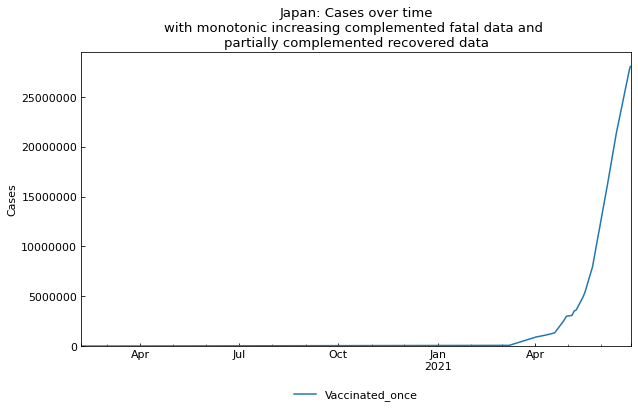 Japan: Cases over time
with monotonic increasing complemented fatal data and
partially complemented recovered data
25000000
20000000
15000000
10000000
5000000
0
Cases
Apr
Jul
Oct
Jan
2021
Apr
Vaccinated_once